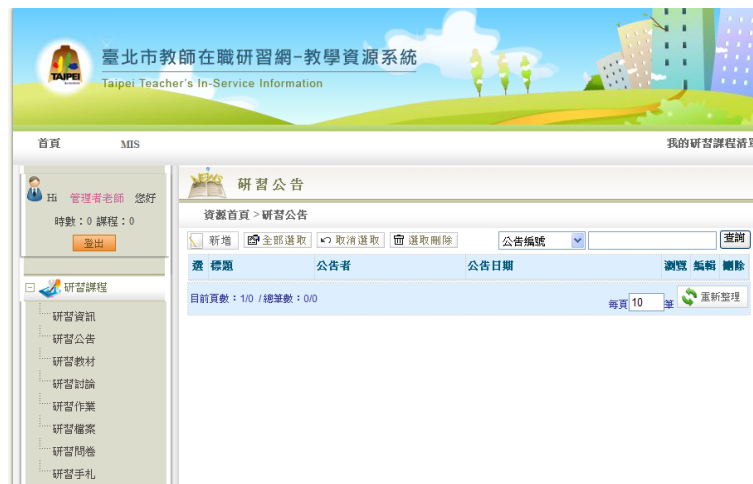 臺北市教師在職研習網-教學資源系統
TAIPEI
Taipei Teacher's In-Service Information
首頁 MIS 我的研習課程清單
Hi 管理者老師 您好
時數：0 課程：0
登出
研習課程
研習資訊
研習公告
研習教材
研習討論
研習作業
研習檔案
研習問卷
研習手札
NEWS 研習公告
資源首頁 > 研習公告
新增 全部選取 取消選取 選取刪除 公告編號 查詢
選 標題 公告者 公告日期 瀏覽 編輯 刪除
目前頁數：1/0 / 總筆數：0/0 每頁 10 筆 重新整理